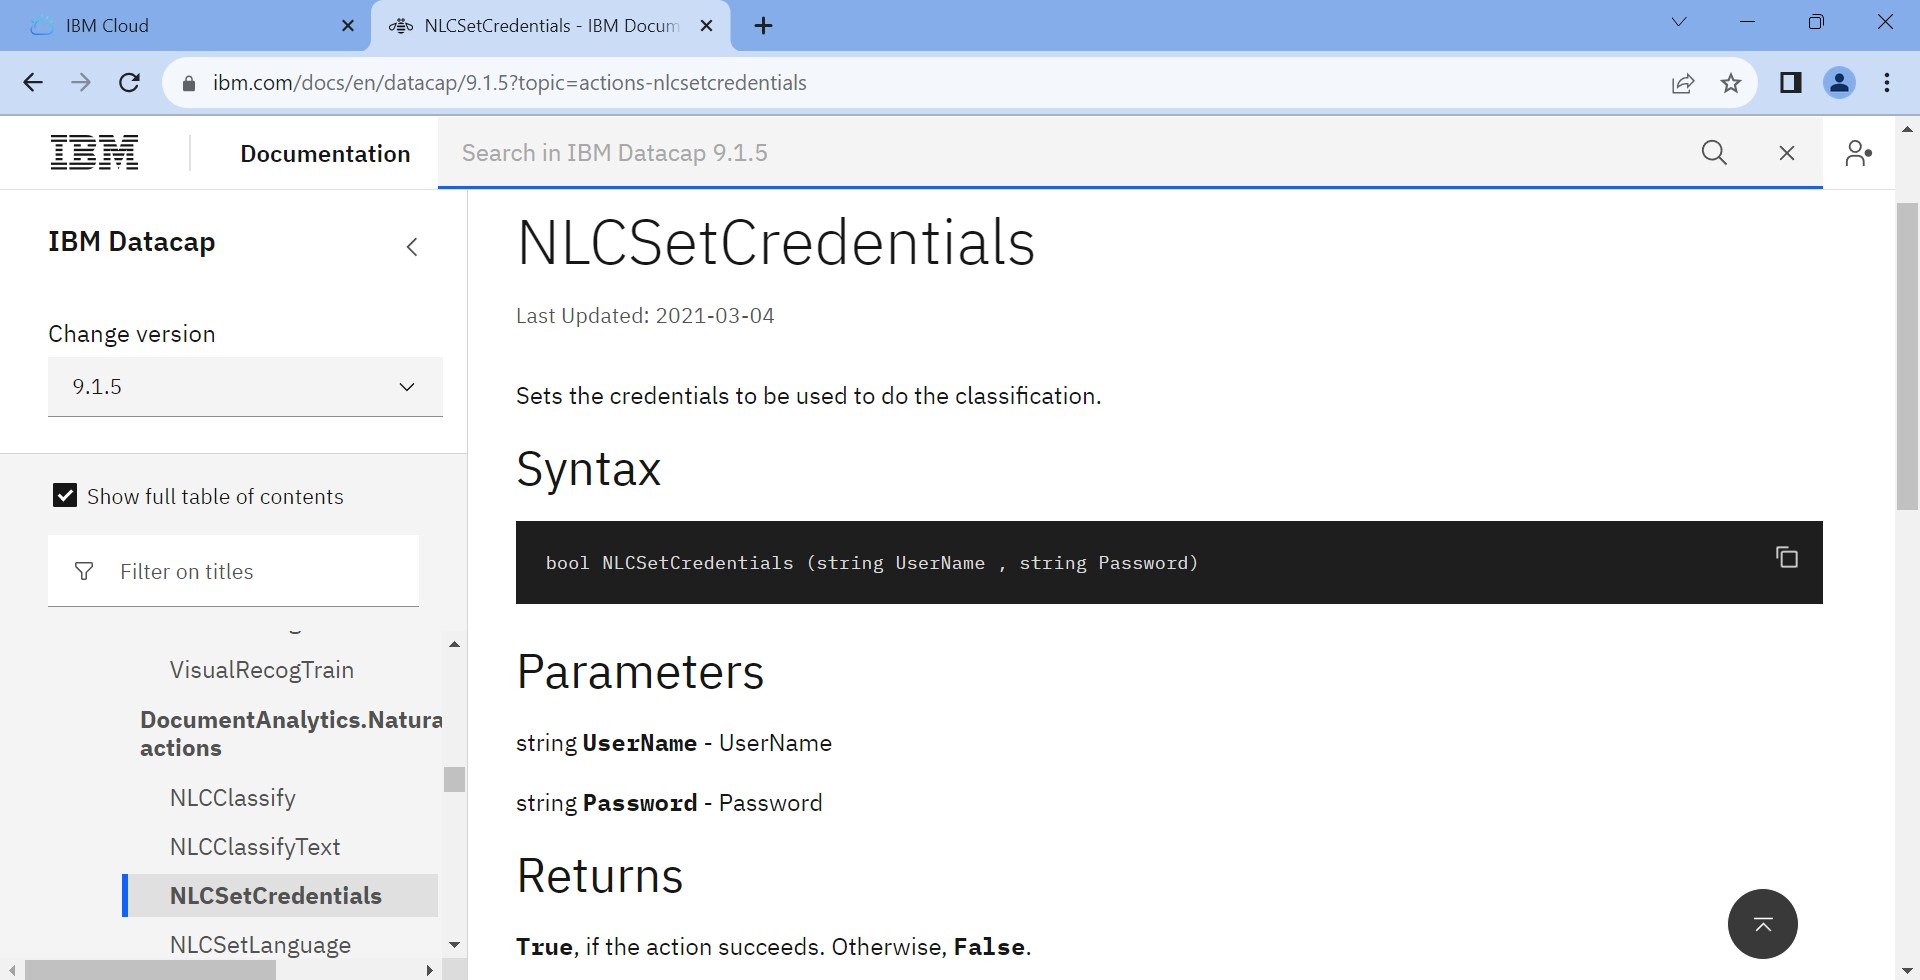 IBM Cloud
NLCSetCredentials - IBM Docum
ibm.com/docs/en/datacap/9.1.5?topic=actions-nlcsetcredentials
IBM
Documentation
Search in IBM Datacap 9.1.5
IBM Datacap
Change version
9.1.5
Show full table of contents
Filter on titles
VisualRecogTrain
DocumentAnalytics.Natura
actions
NLCClassify
NLCClassifyText
NLCSetCredentials
NLCSetLanguage
NLCSetCredentials
Last Updated: 2021-03-04
Sets the credentials to be used to do the classification.
Syntax
bool NLCSetCredentials (string UserName , string Password)
Parameters
string UserName - UserName
string Password - Password
Returns
True, if the action succeeds. Otherwise, False.